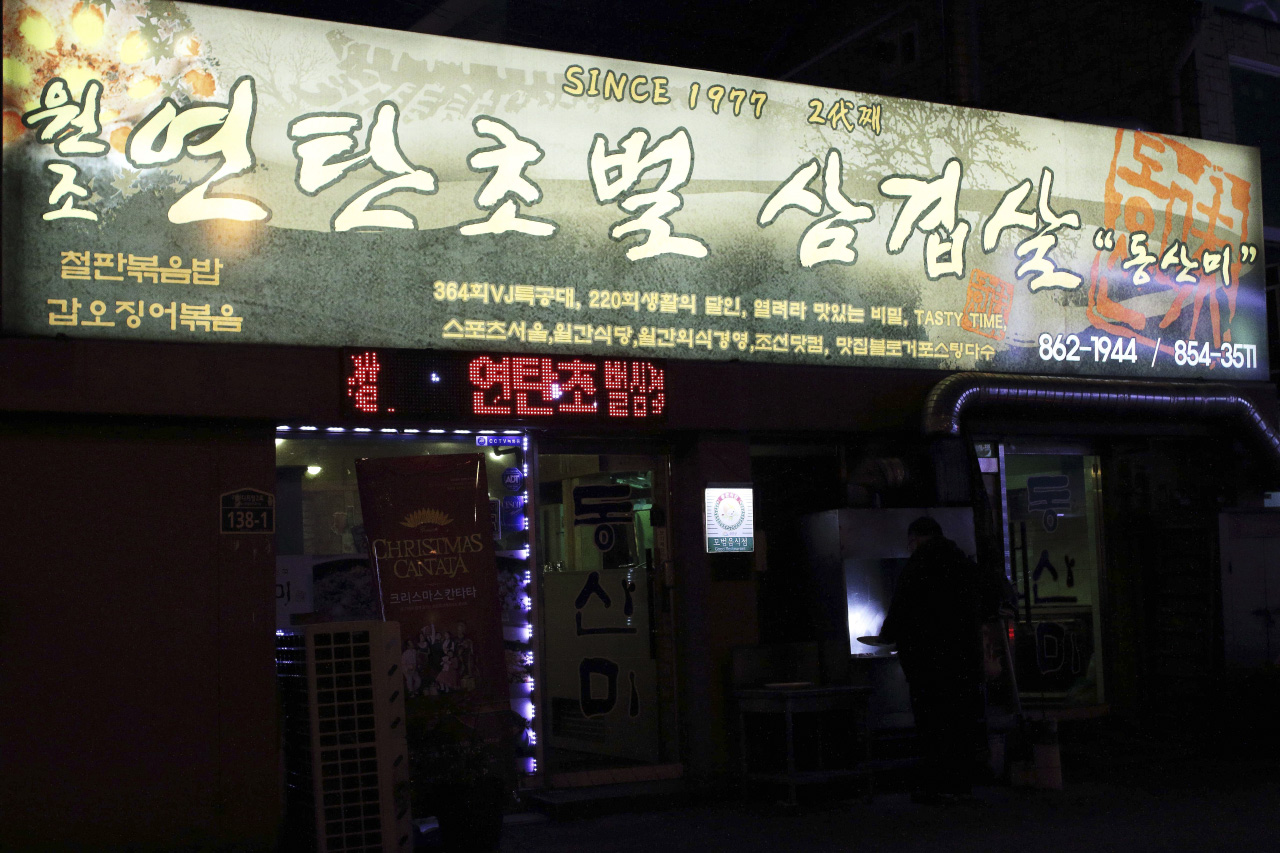 SINCE 1977 2代째
원조 연탄초벌 삼겹살 "동산미"
철판볶음밥
갑오징어볶음
364회VJ특공대, 220회생활의 달인, 열려라 맛있는 비밀, TASTY TIME,
스포츠서울,월간식당,월간외식경영,조선닷컴, 맛집블로거포스팅다수
862-1944 / 854-3511
연탄초벌
CCTV
ADT
138-1
CHRISTMAS
CANTATA
크리스마스칸타타
동산미
모범음식점
동산미